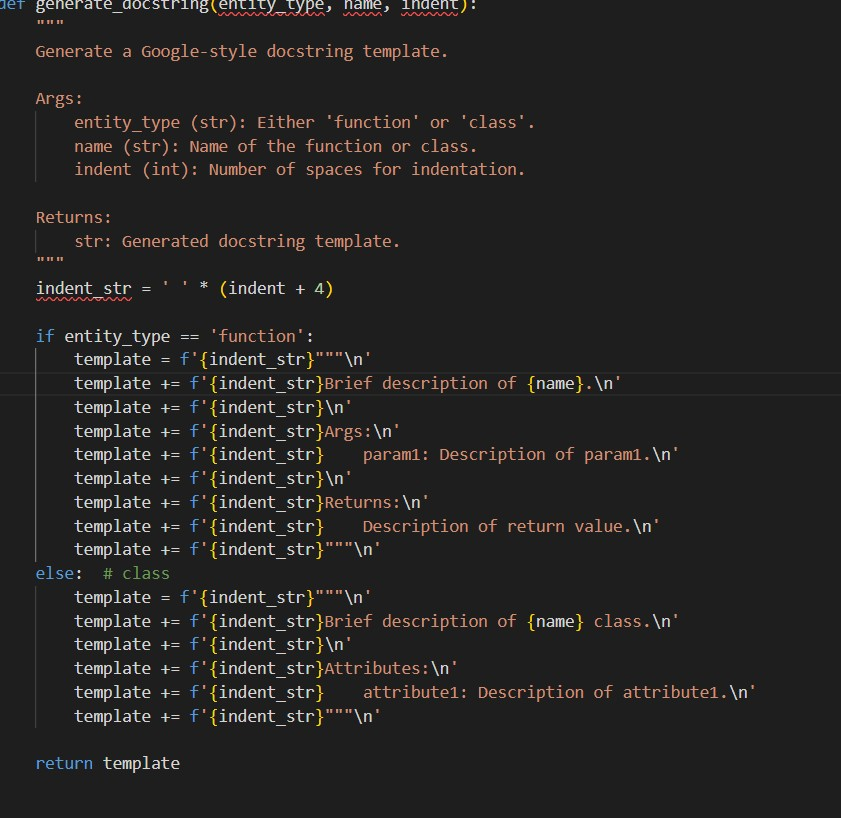 def generate_docstring(entity_type, name, indent):
    """
    Generate a Google-style docstring template.

    Args:
        entity_type (str): Either 'function' or 'class'.
        name (str): Name of the function or class.
        indent (int): Number of spaces for indentation.

    Returns:
        str: Generated docstring template.
    """
    indent_str = ' ' * (indent + 4)

    if entity_type == 'function':
        template = f'{indent_str}"""\n'
        template += f'{indent_str}Brief description of {name}.\n'
        template += f'{indent_str}\n'
        template += f'{indent_str}Args:\n'
        template += f'{indent_str}    param1: Description of param1.\n'
        template += f'{indent_str}\n'
        template += f'{indent_str}Returns:\n'
        template += f'{indent_str}    Description of return value.\n'
        template += f'{indent_str}"""\n'
    else:  # class
        template = f'{indent_str}"""\n'
        template += f'{indent_str}Brief description of {name} class.\n'
        template += f'{indent_str}\n'
        template += f'{indent_str}Attributes:\n'
        template += f'{indent_str}    attribute1: Description of attribute1.\n'
        template += f'{indent_str}"""\n'

    return template